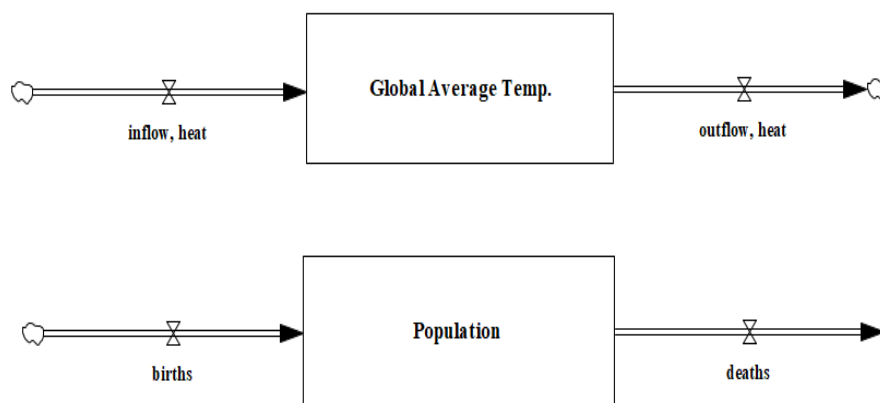 Global Average Temp.
inflow, heat
outflow, heat
Population
births
deaths